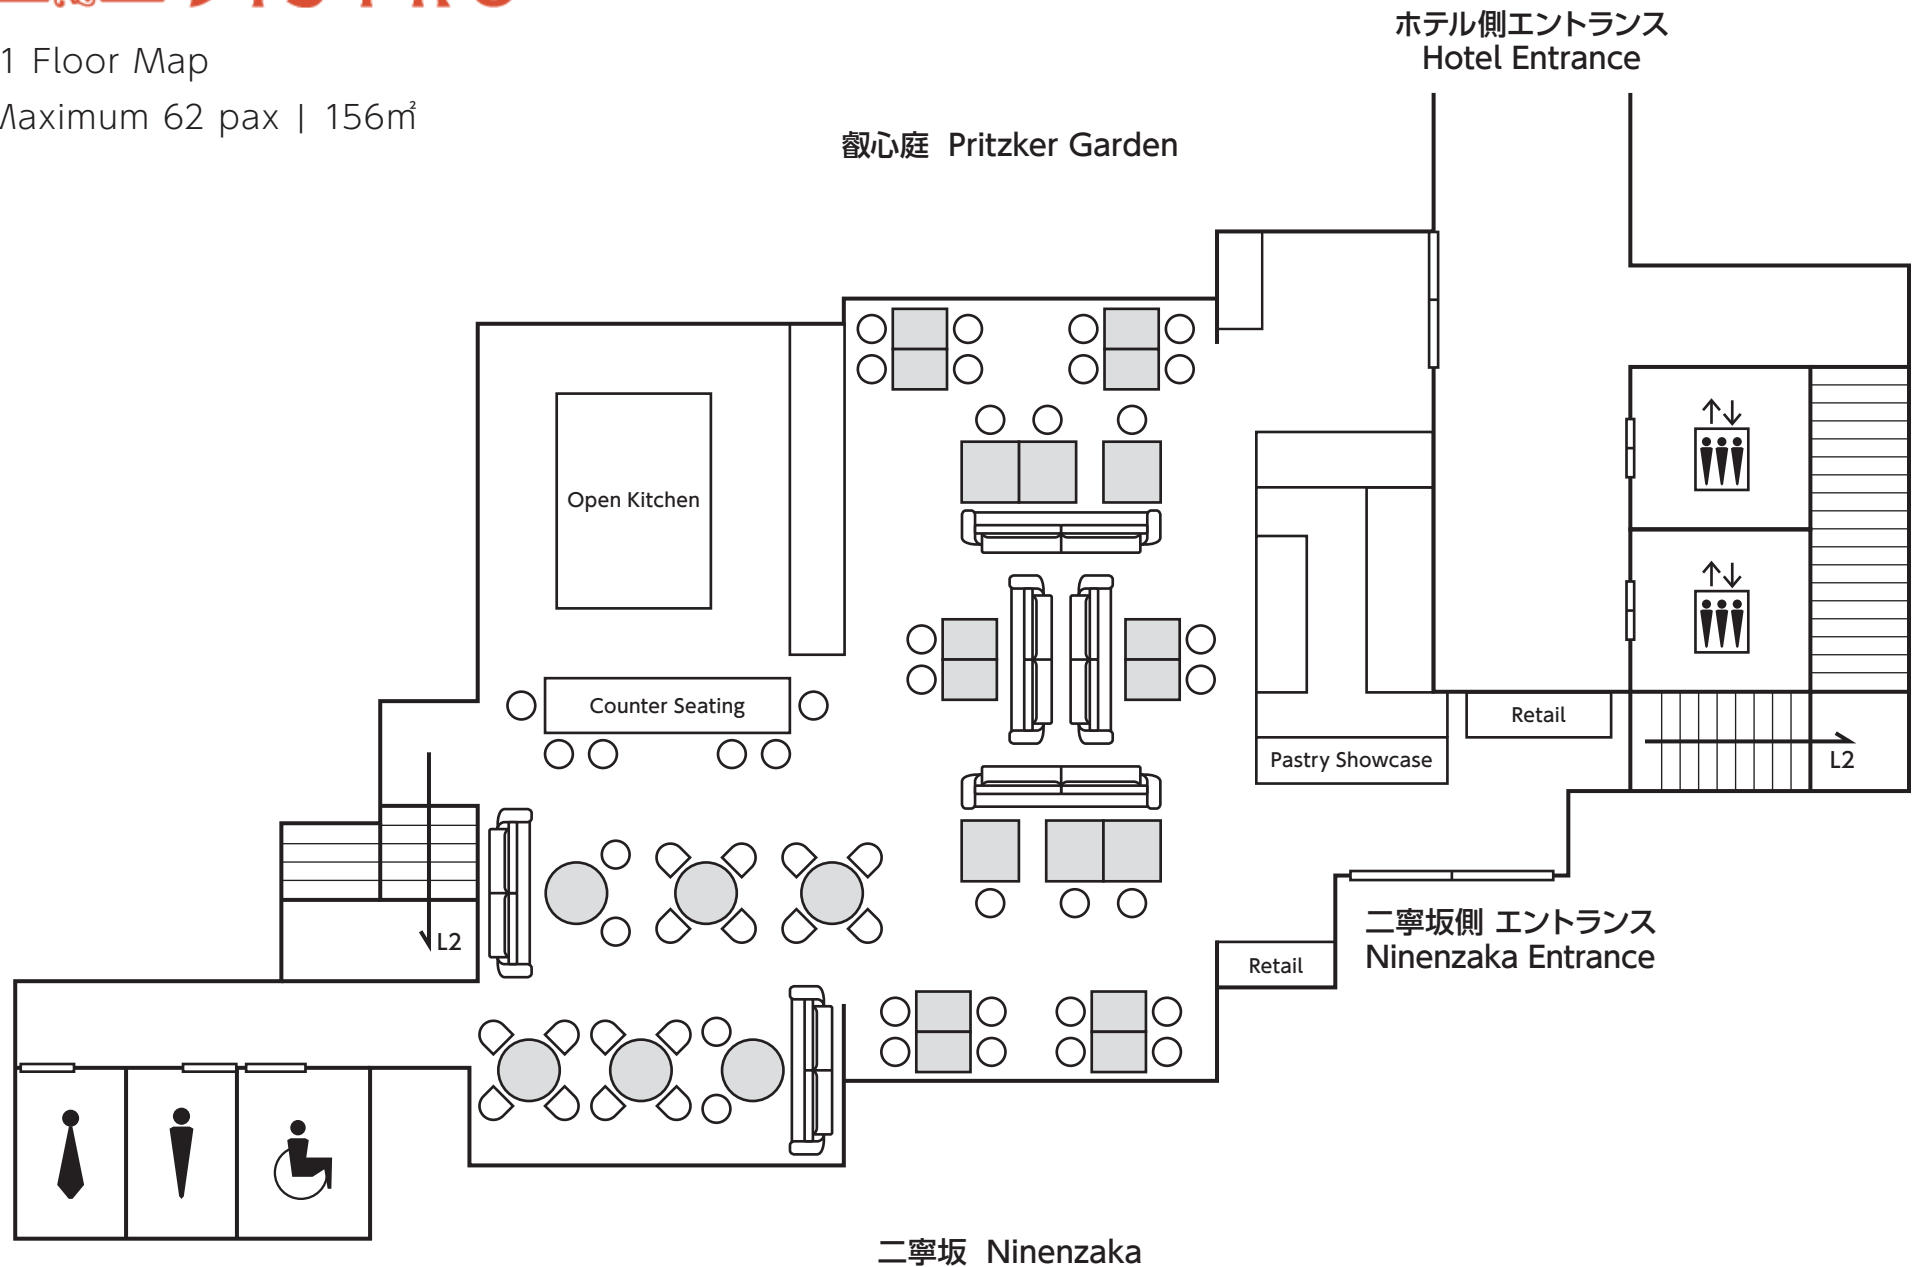 1 Floor Map
Maximum 62 pax | 156㎡
ホテル側エントランス
Hotel Entrance
叡心庭 Pritzker Garden
Open Kitchen
Counter Seating
Retail
Pastry Showcase
L2
L2
二寧坂側 エントランス
Ninenzaka Entrance
Retail
二寧坂 Ninenzaka